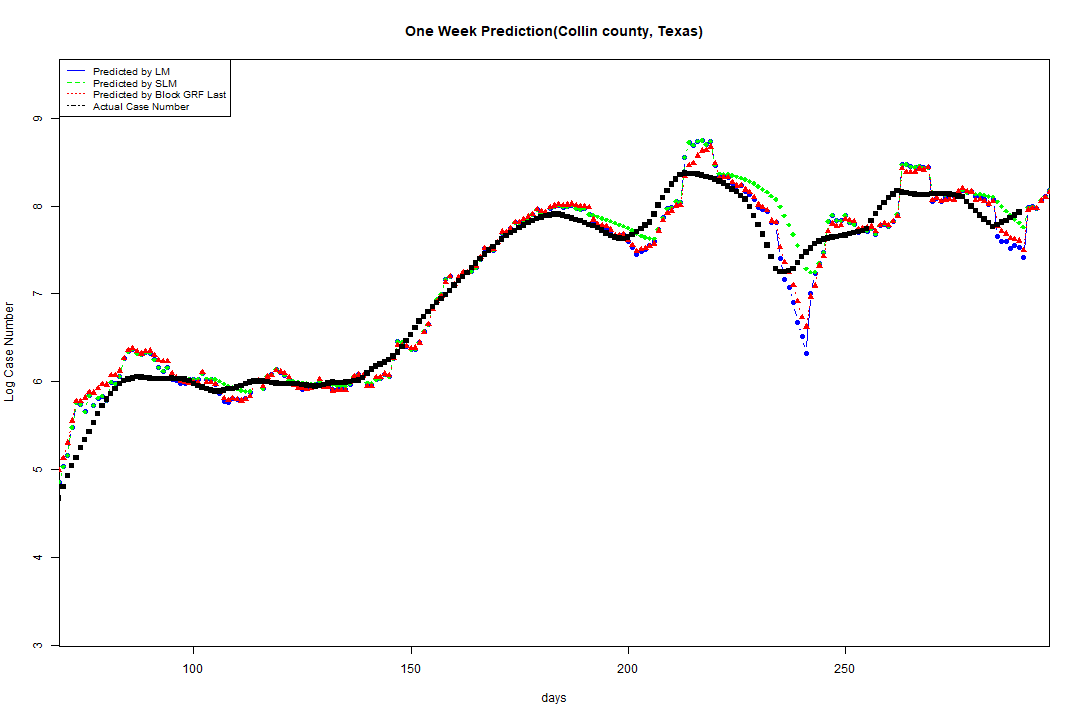 One Week Prediction(Collin county, Texas)
Predicted by LM
Predicted by SLM
Predicted by Block GRF Last
Actual Case Number
9
8
7
6
5
4
3
Log Case Number
100 150 200 250
days